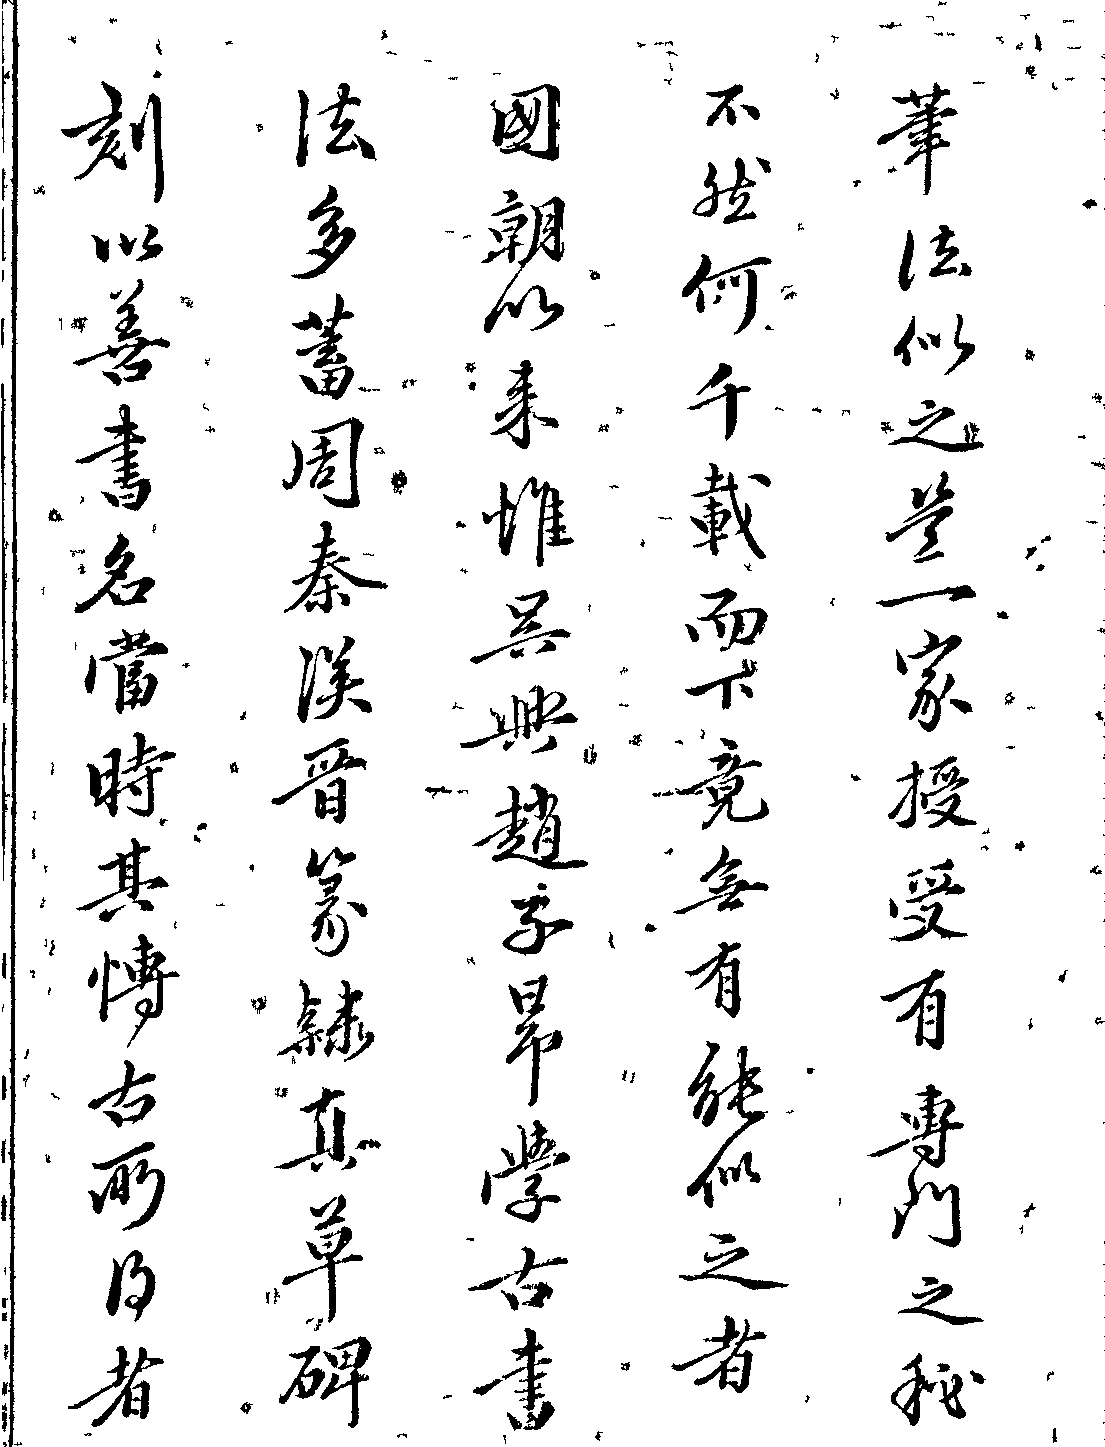 筆法似之豈一家授受有專門之秘
不然何千載而下竟無有能似之者
國朝以來惟吳興趙子昂學古書
法多蓄周秦漢晉篆隸真草碑
刻以善書名當時其博古所得者